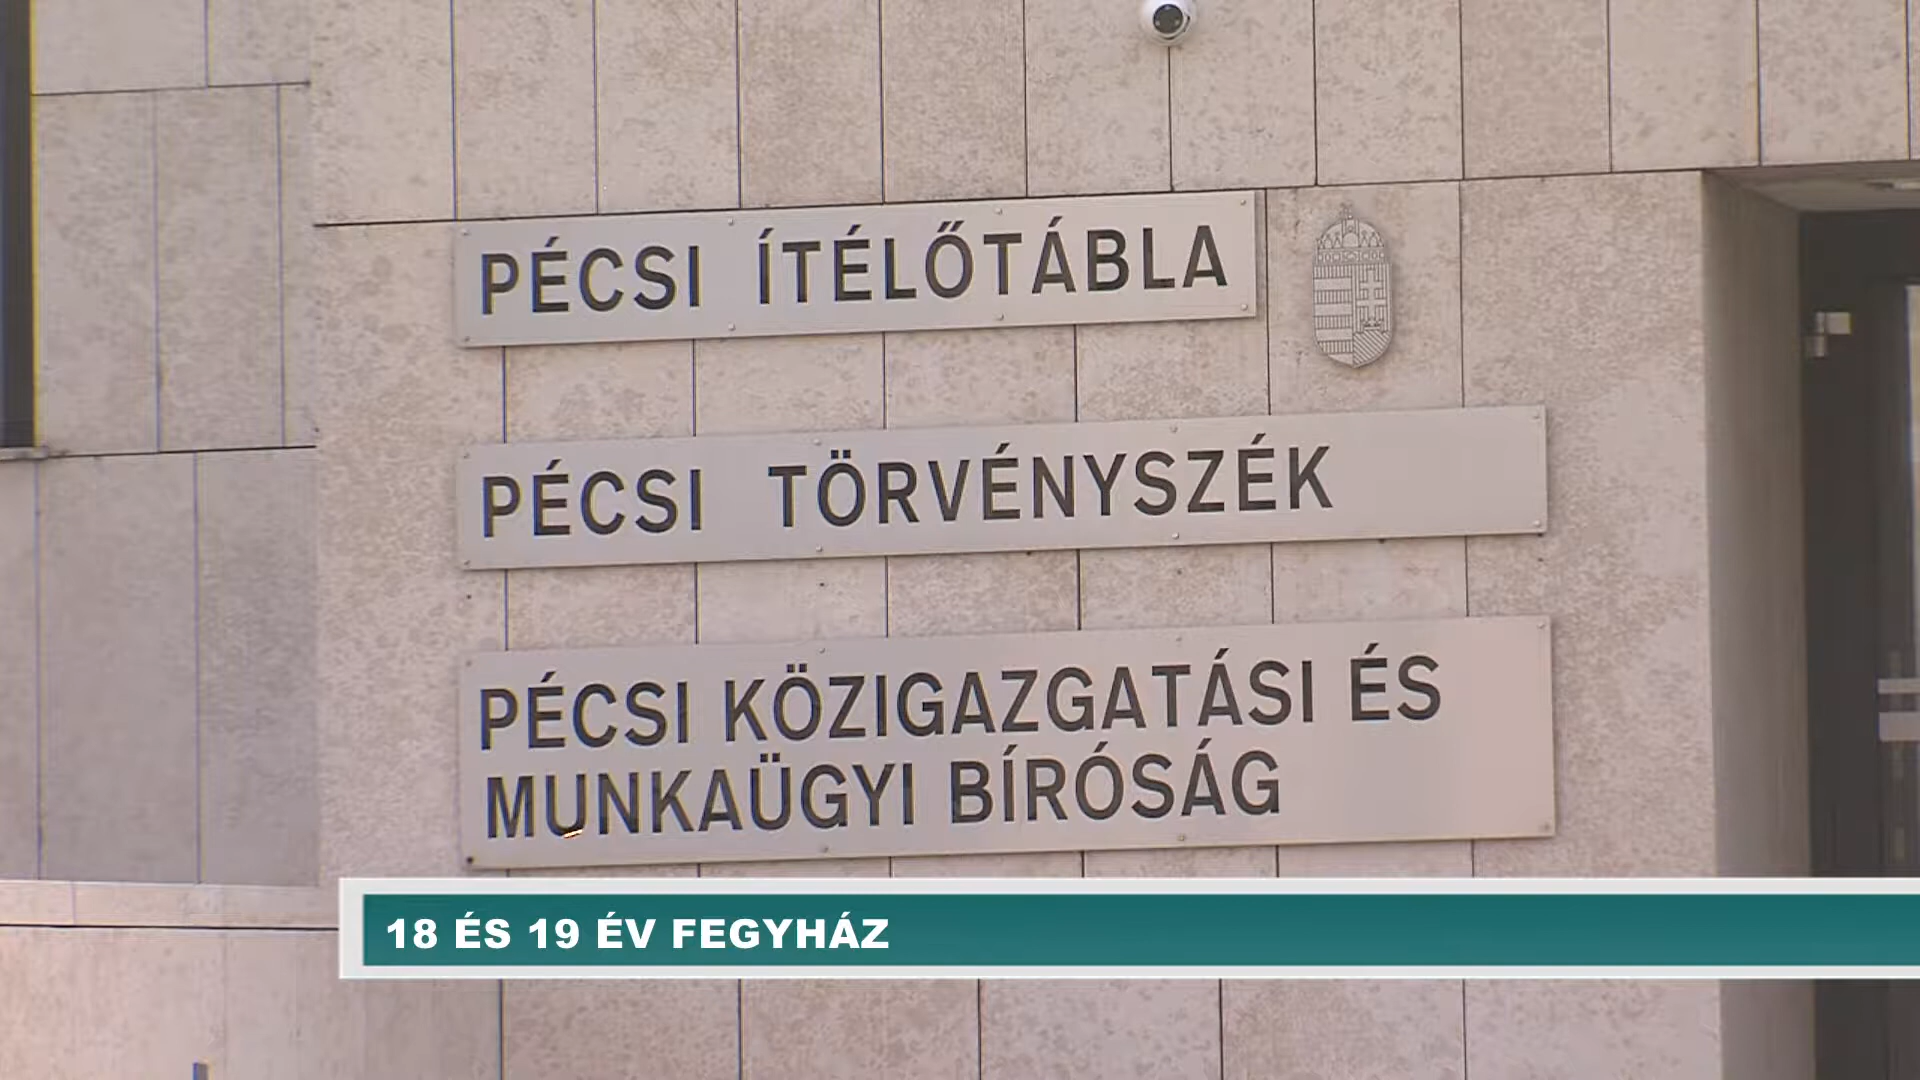 PÉCSI ÍTÉLŐTÁBLA
PÉCSI TÖRVÉNYSZÉK
PÉCSI KÖZIGAZGATÁSI ÉS
MUNKAÜGYI BÍRÓSÁG
18 ÉS 19 ÉV FEGYHÁZ